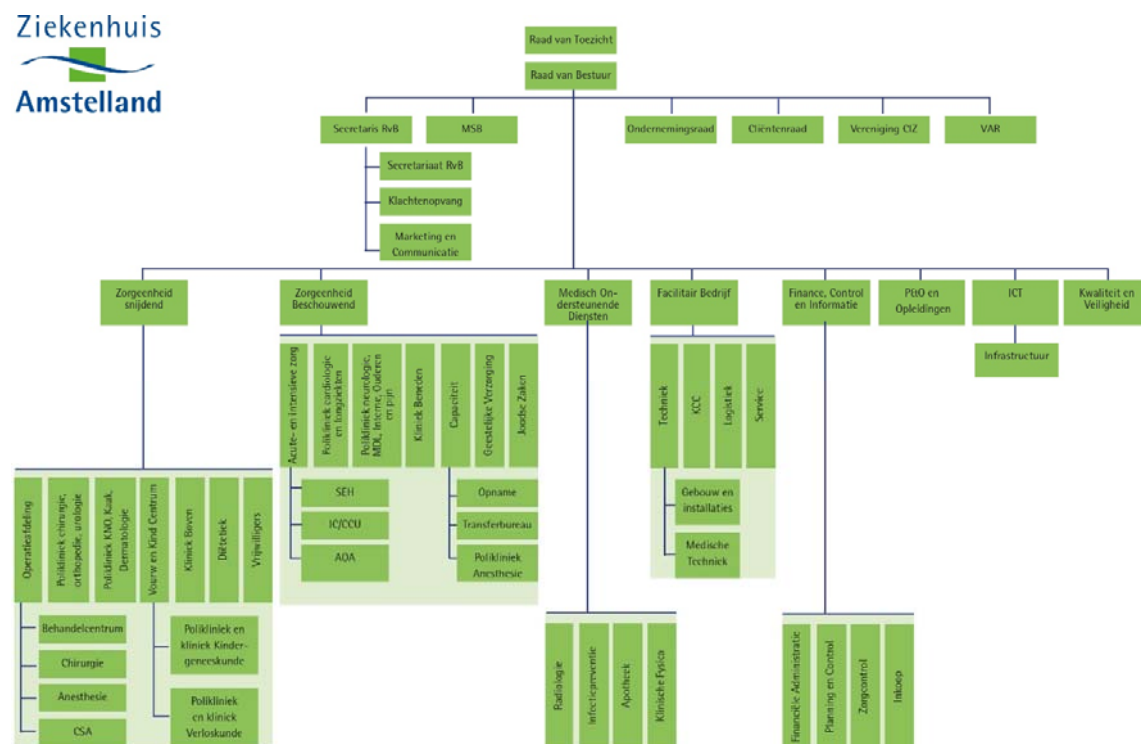 Ziekenhuis
Amstelland
Raad van Toezicht
Raad van Bestuur
Secretaris RvB
MSB
Ondernemingsraad
Cliëntenraad
Vereniging CIZ
VAR
Secretariaat RvB
Klachtenopvang
Marketing en
Communicatie
Zorgeenheid
snijdend
Zorgeenheid
Beschouwend
Medisch On-
dersteunende
Diensten
Facilitair Bedrijf
Finance, Control
en Informatie
P&O en
Opleidingen
ICT
Kwaliteit en
Veiligheid
Infrastructuur
Acute- en intensieve zorg
Polikliniek cardiologie
en longziekten
Polikliniek neurologie,
MDL, Interne, Ouderen
en pijn
Kliniek Beneden
Capaciteit
Geestelijke Verzorging
Joodse Zaken
SEH
IC/CCU
AOA
Opname
Transferbureau
Polikliniek
Anesthesie
Techniek
KCC
Logistiek
Service
Gebouw en
installaties
Medische
Techniek
Operatieafdeling
Polikliniek chirurgie,
orthopedie, urologie
Polikliniek KNO, Kaak,
Dermatologie
Vourw en Kind Centrum
Kliniek Boven
Diëtetiek
Vrijwilligers
Behandelcentrum
Chirurgie
Anesthesie
CSA
Polikliniek en
kliniek Kinder-
geneeskunde
Polikliniek
en kliniek
Verloskunde
Radiologie
Infectiepreventie
Apotheek
Klinische Fysica
Financiële Administratie
Planning en Control
Zorgcontrol
Inkoop